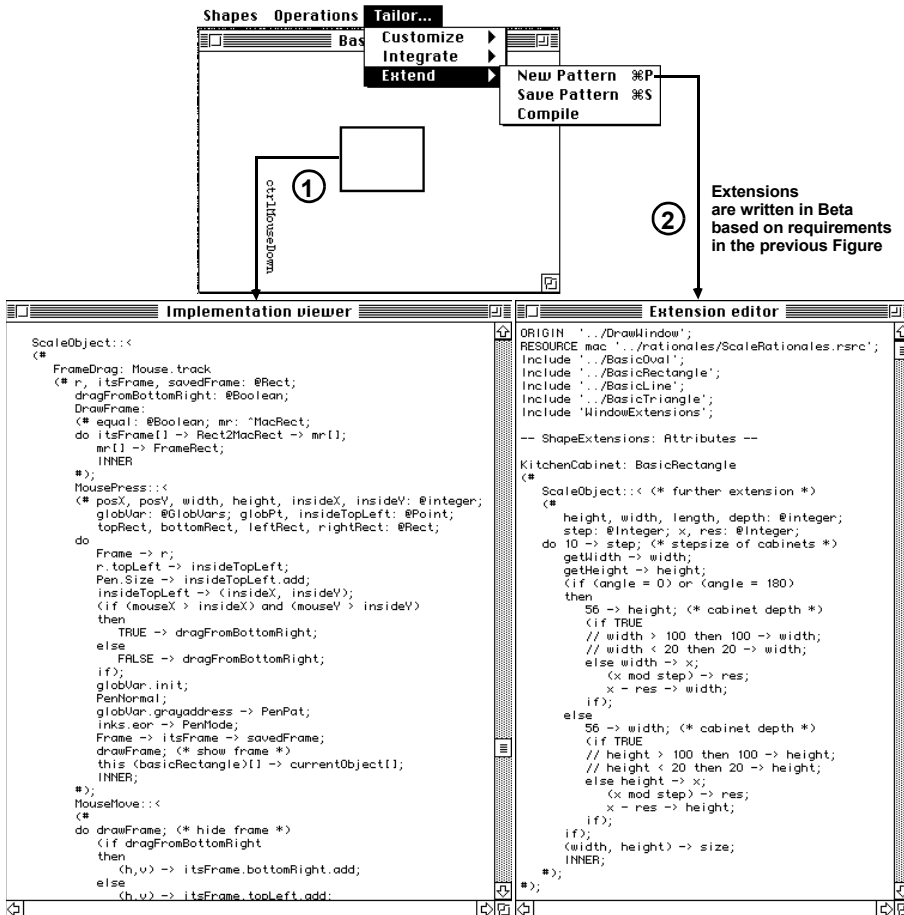 Shapes Operations Tailor...
Bas
Customize
Integrate
Extend
New Pattern ⌘P
Save Pattern ⌘S
Compile
1
ctrlMouseDown
2
Extensions
are written in Beta
based on requirements
in the previous Figure
Implementation viewer
ScaleObject::<
(#
FrameDrag: Mouse.track
(# r, itsFrame, savedFrame: @Rect;
dragFromBottomRight: @Boolean;
DrawFrame:
(# equal: @Boolean; mr: ^MacRect;
do itsFrame[] -> Rect2MacRect -> mr[];
mr[] -> FrameRect;
INNER
#);
MousePress::<
(# posX, posY, width, height, insideX, insideY: @integer;
globVar: @GlobVars; globPt, insideTopLeft: @Point;
topRect, bottomRect, leftRect, rightRect: @Rect;
do
Frame -> r;
r.topLeft -> insideTopLeft;
Pen.Size -> insideTopLeft.add;
insideTopLeft -> (insideX, insideY);
(if (mouseX > insideX) and (mouseY > insideY)
then
TRUE -> dragFromBottomRight;
else
FALSE -> dragFromBottomRight;
if);
globVar.init;
PenNormal;
globVar.grayaddress -> PenPat;
inks.eor -> PenMode;
Frame -> itsFrame -> savedFrame;
drawFrame; (* show frame *)
this (basicRectangle)[] -> currentObject[];
INNER;
#);
MouseMove::<
(#
do drawFrame; (* hide frame *)
(if dragFromBottomRight
then
(h,v) -> itsFrame.bottomRight.add;
else
(h,v) -> itsFrame.topLeft.add;
Extension editor
ORIGIN '../DrawWindow';
RESOURCE mac '../rationales/ScaleRationales.rsrc';
Include '../BasicOval';
Include '../BasicRectangle';
Include '../BasicLine';
Include '../BasicTriangle';
Include 'WindowExtensions';
-- ShapeExtensions: Attributes --
KitchenCabinet: BasicRectangle
(#
ScaleObject::< (* further extension *)
(#
height, width, length, depth: @integer;
step: @Integer; x, res: @Integer;
do 10 -> step; (* stepsize of cabinets *)
getWidth -> width;
getHeight -> height;
(if (angle = 0) or (angle = 180)
then
56 -> height; (* cabinet depth *)
(if TRUE
// width > 100 then 100 -> width;
// width < 20 then 20 -> width;
else width -> x;
(x mod step) -> res;
x - res -> width;
if);
else
56 -> width; (* cabinet depth *)
(if TRUE
// height > 100 then 100 -> height;
// height < 20 then 20 -> height;
else height -> x;
(x mod step) -> res;
x - res -> height;
if);
if);
(width, height) -> size;
INNER;
#);
#);